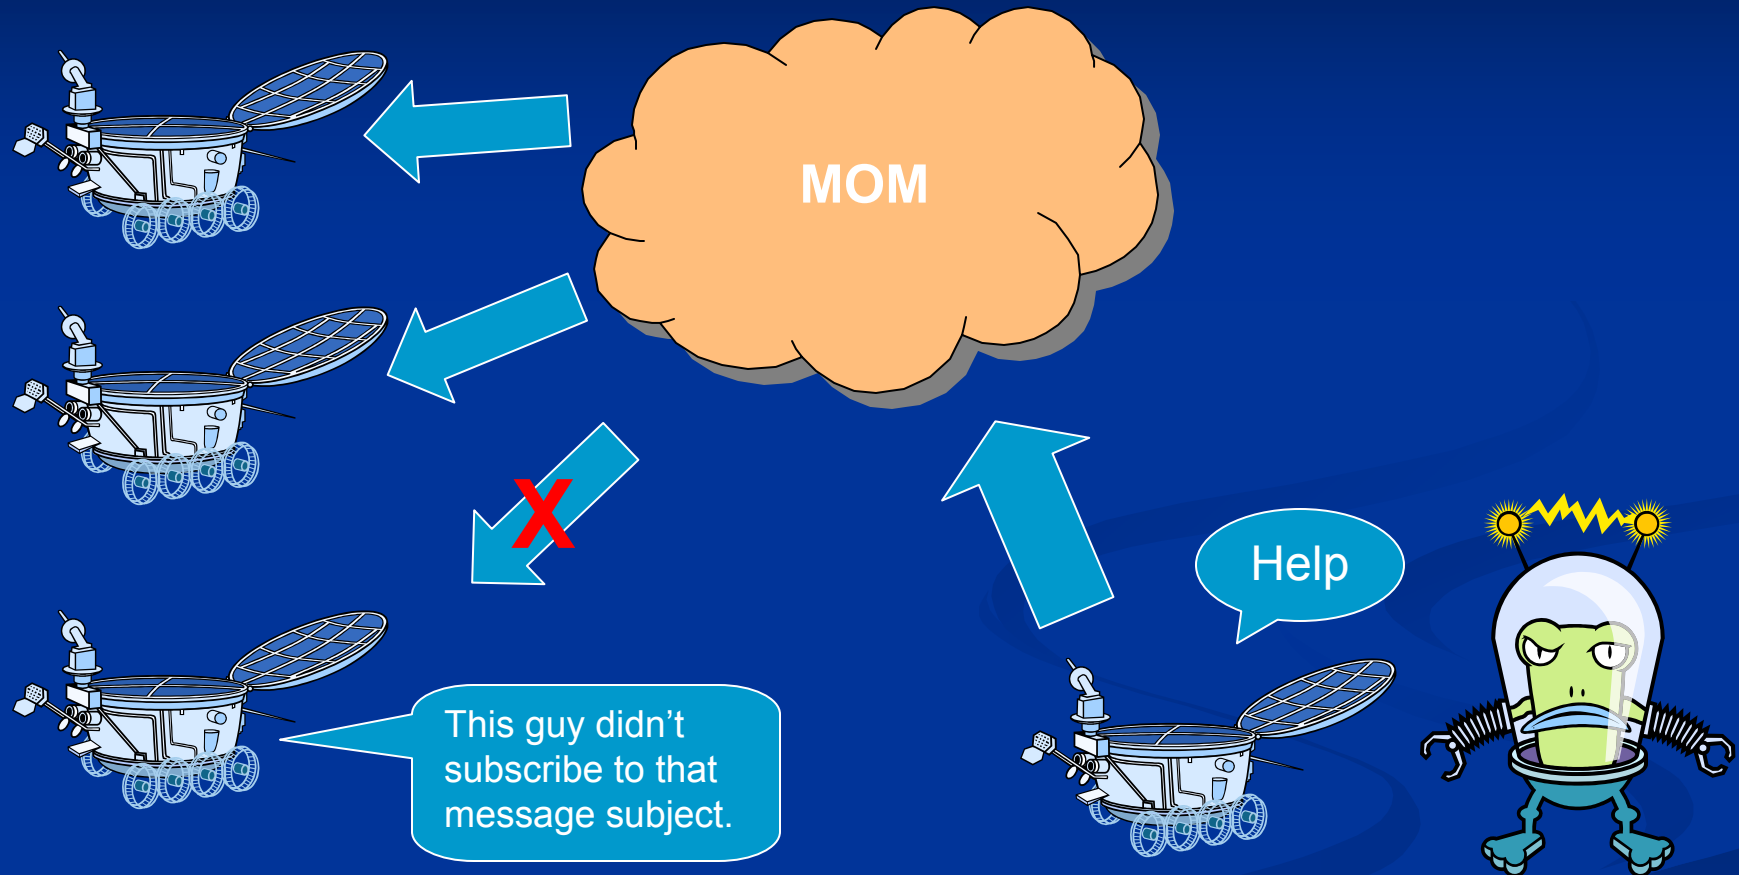 MOM
X
Help
This guy didn’t
subscribe to that
message subject.